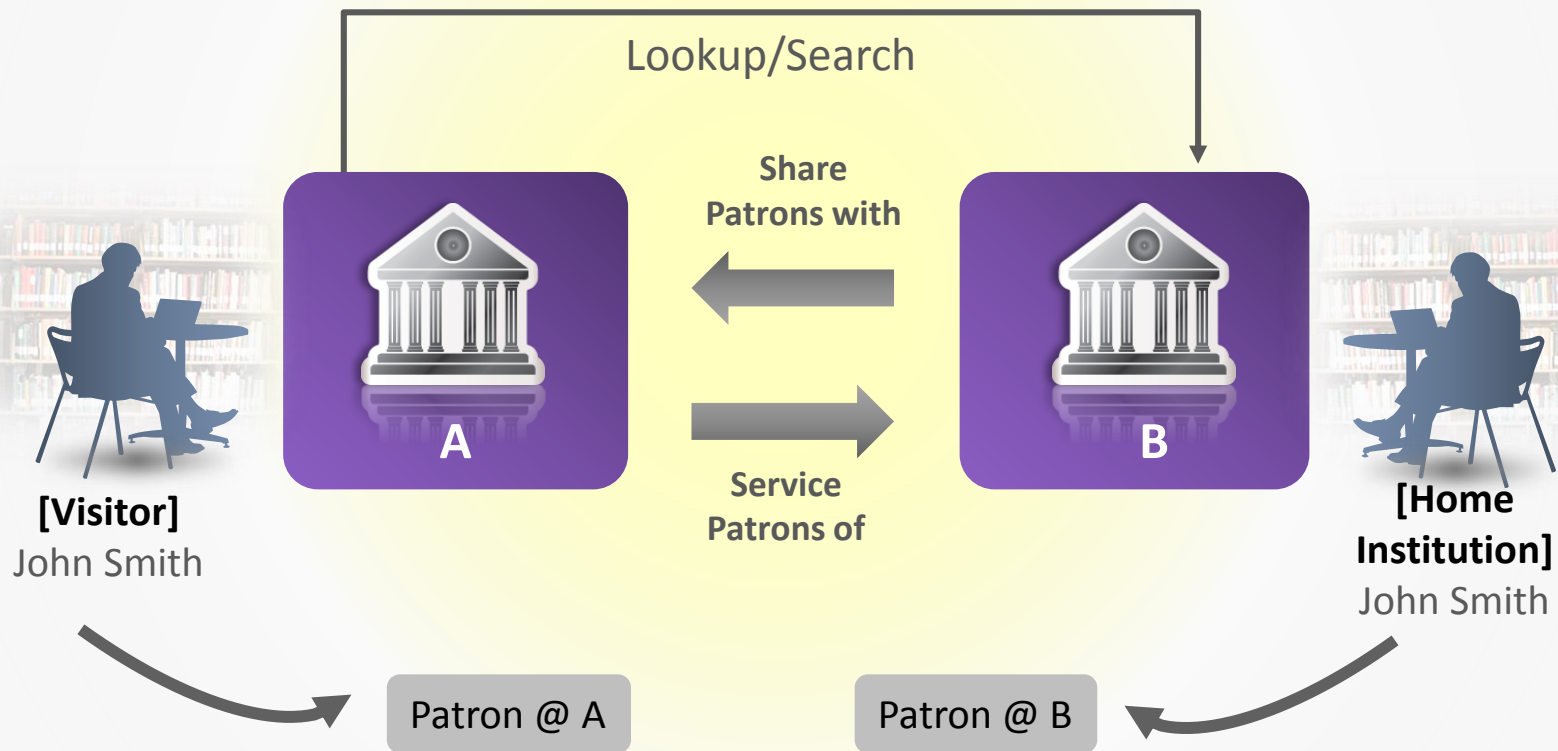 Lookup/Search
Share
Patrons with
A
B
Service
Patrons of
[Visitor]
John Smith
[Home
Institution]
John Smith
Patron @ A
Patron @ B